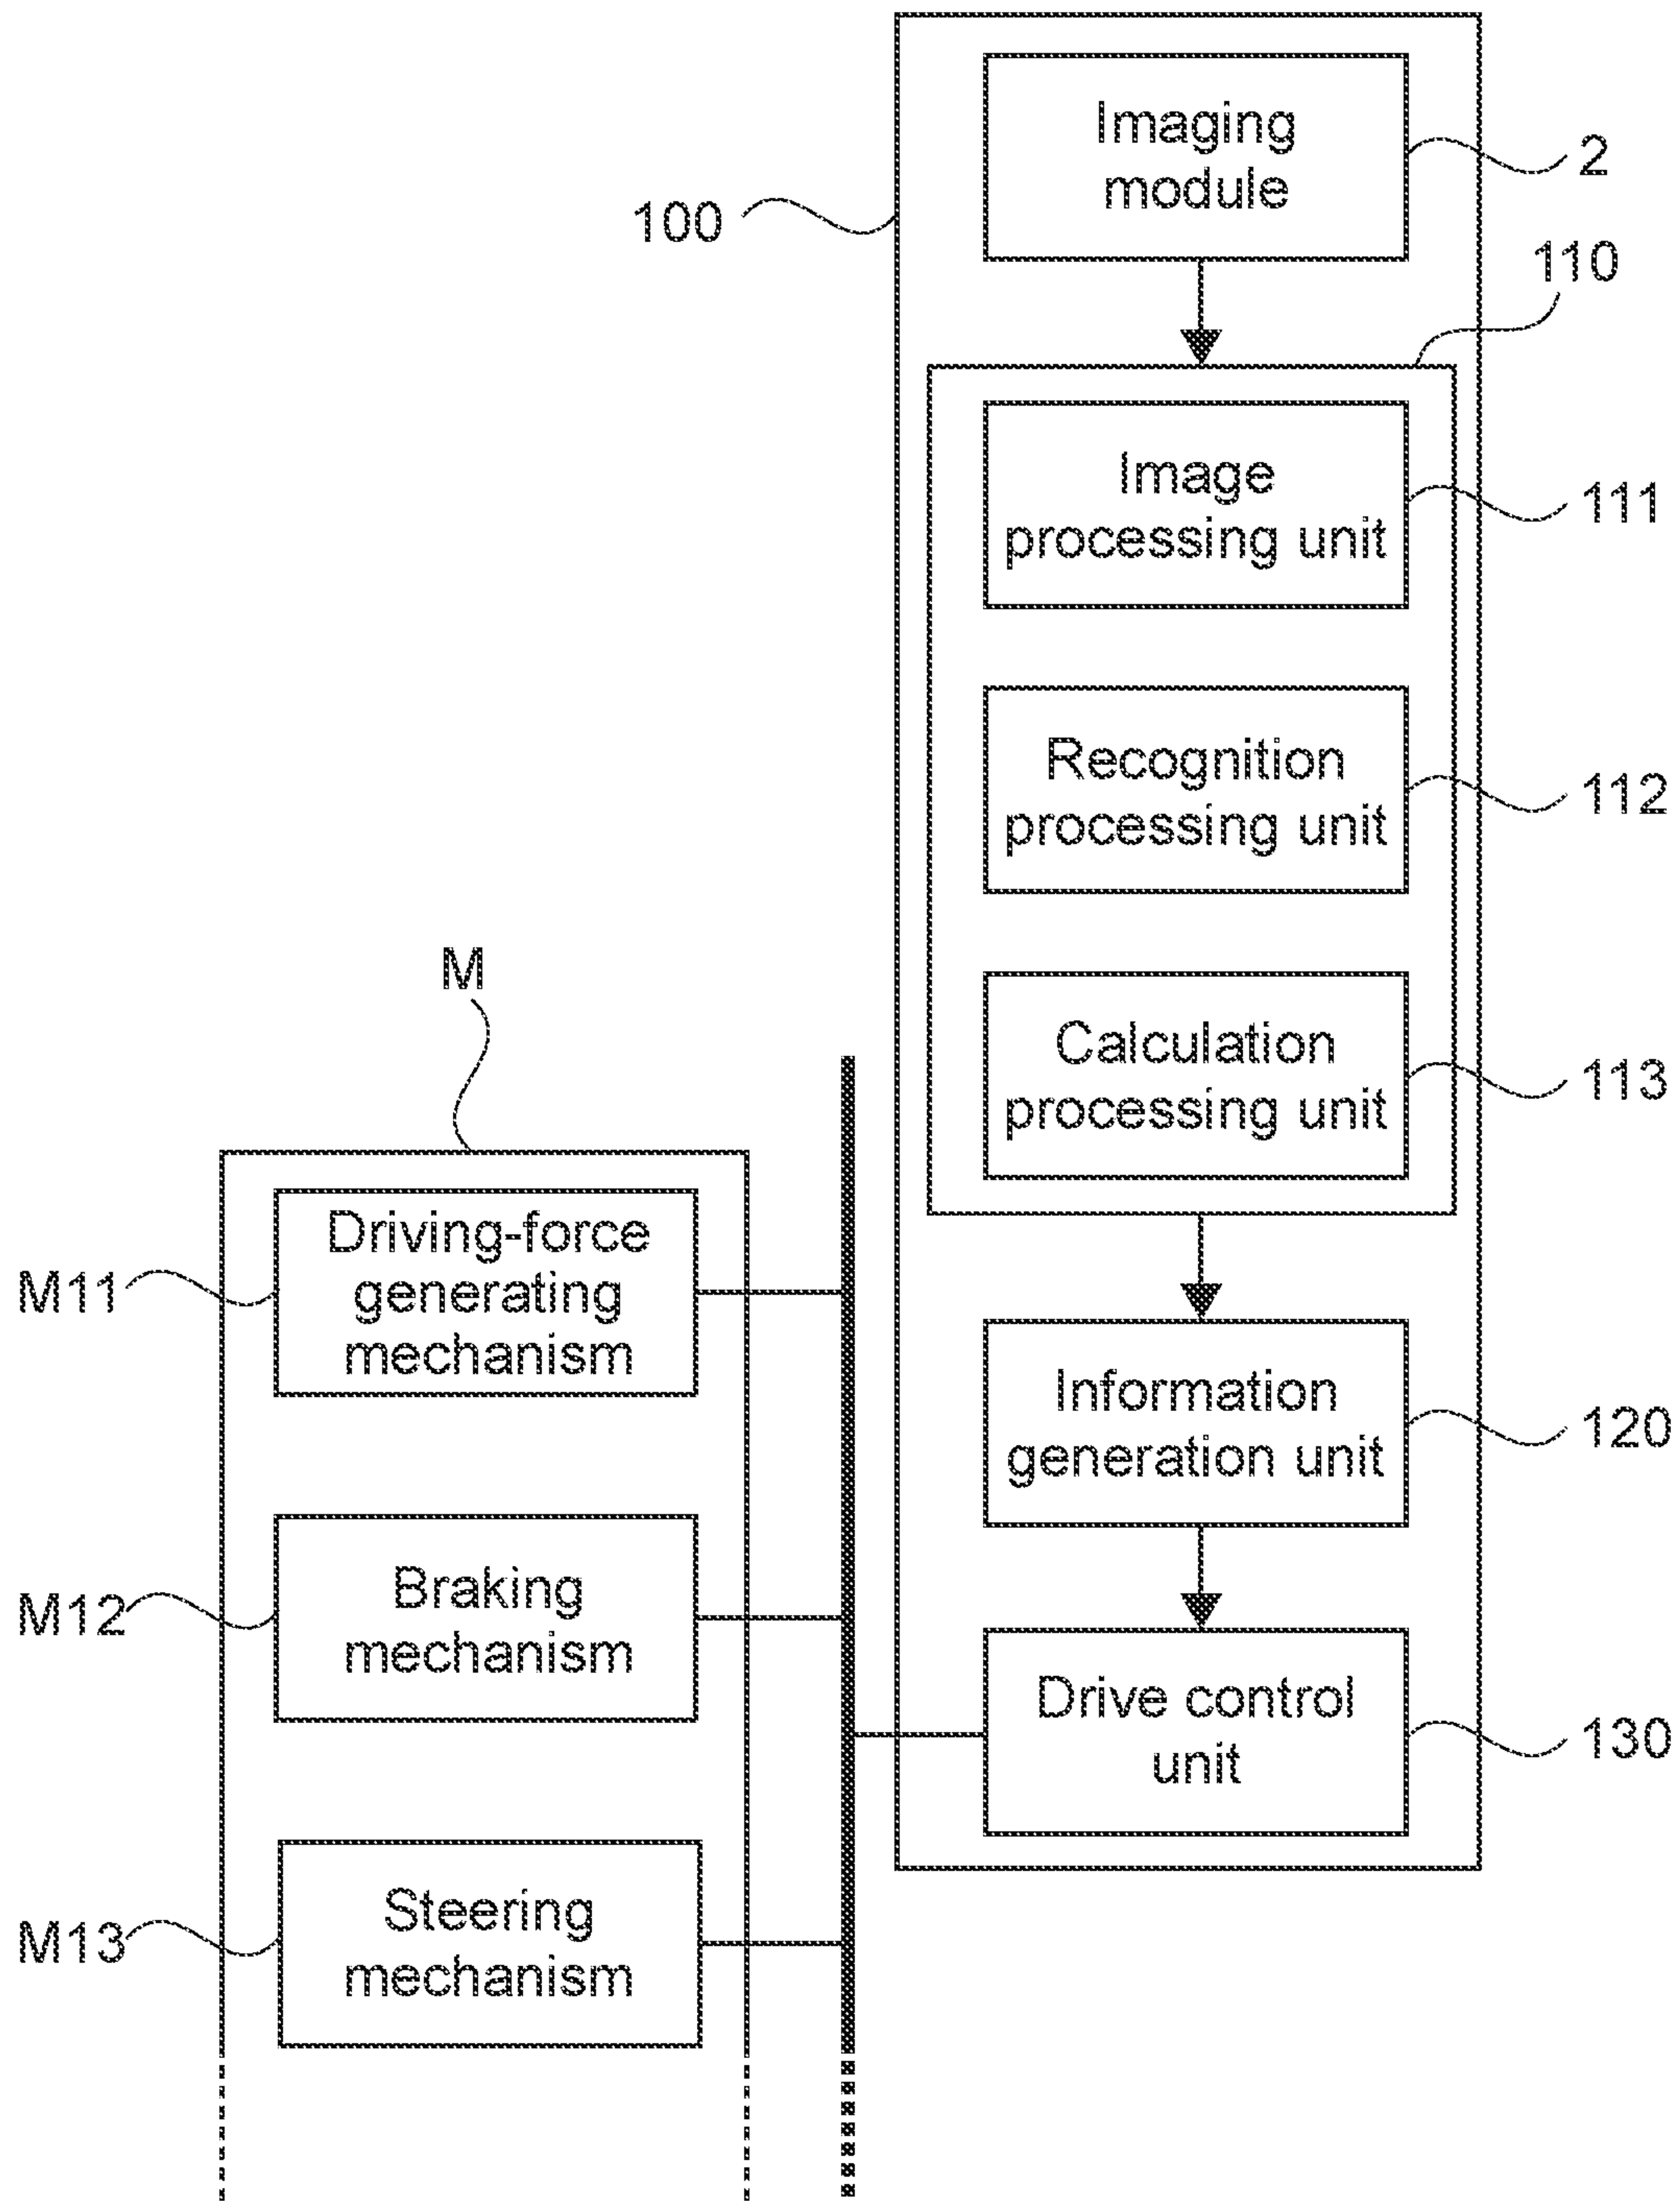 Imaging
module
2
100
110
Image
processing unit
111
Recognition
processing unit
112
M
Calculation
processing unit
113
Driving-force
generating
mechanism
M11
Information
generation unit
120
Braking
mechanism
M12
Drive control
unit
130
Steering
mechanism
M13